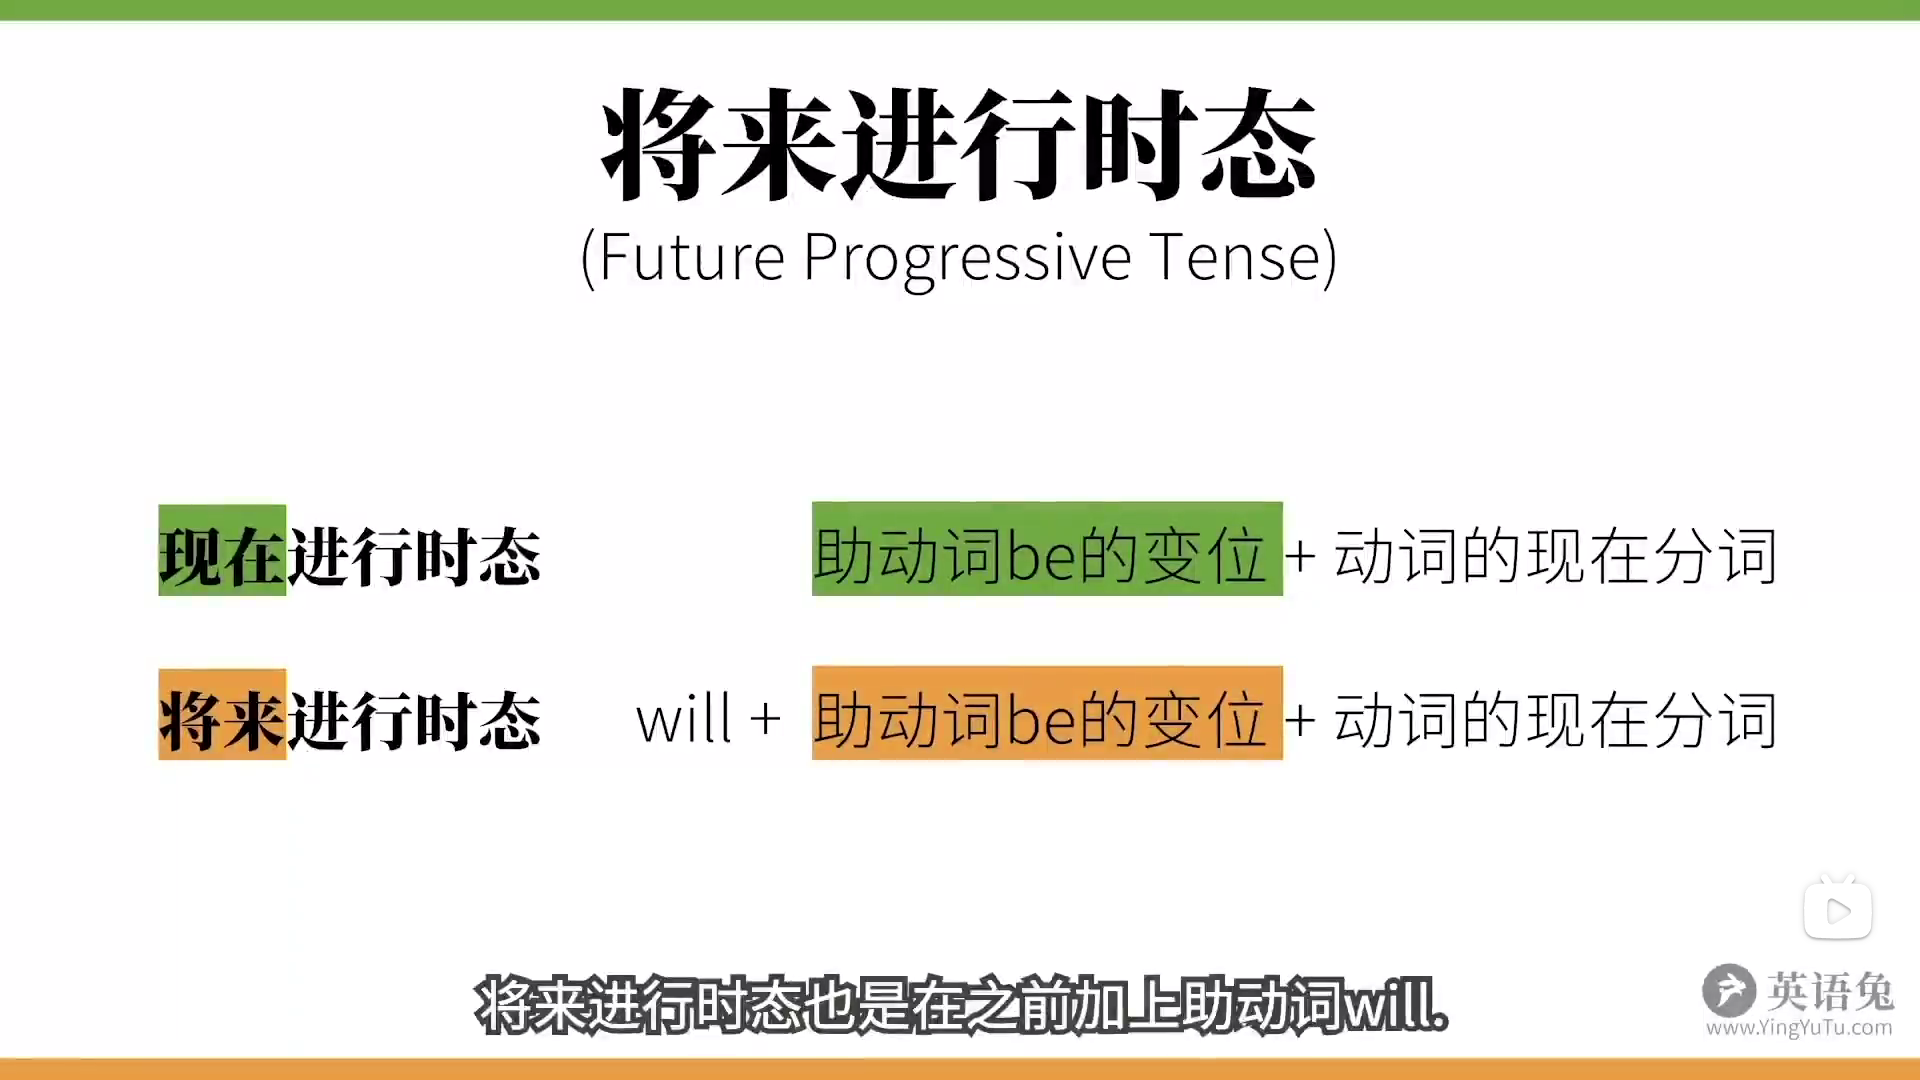 将来进行时态
(Future Progressive Tense)
现在进行时态 助动词be的变位 + 动词的现在分词
将来进行时态 will + 助动词be的变位 + 动词的现在分词
将来进行时态也是在之前加上助动词will.
英语兔
www.YingYuTu.com